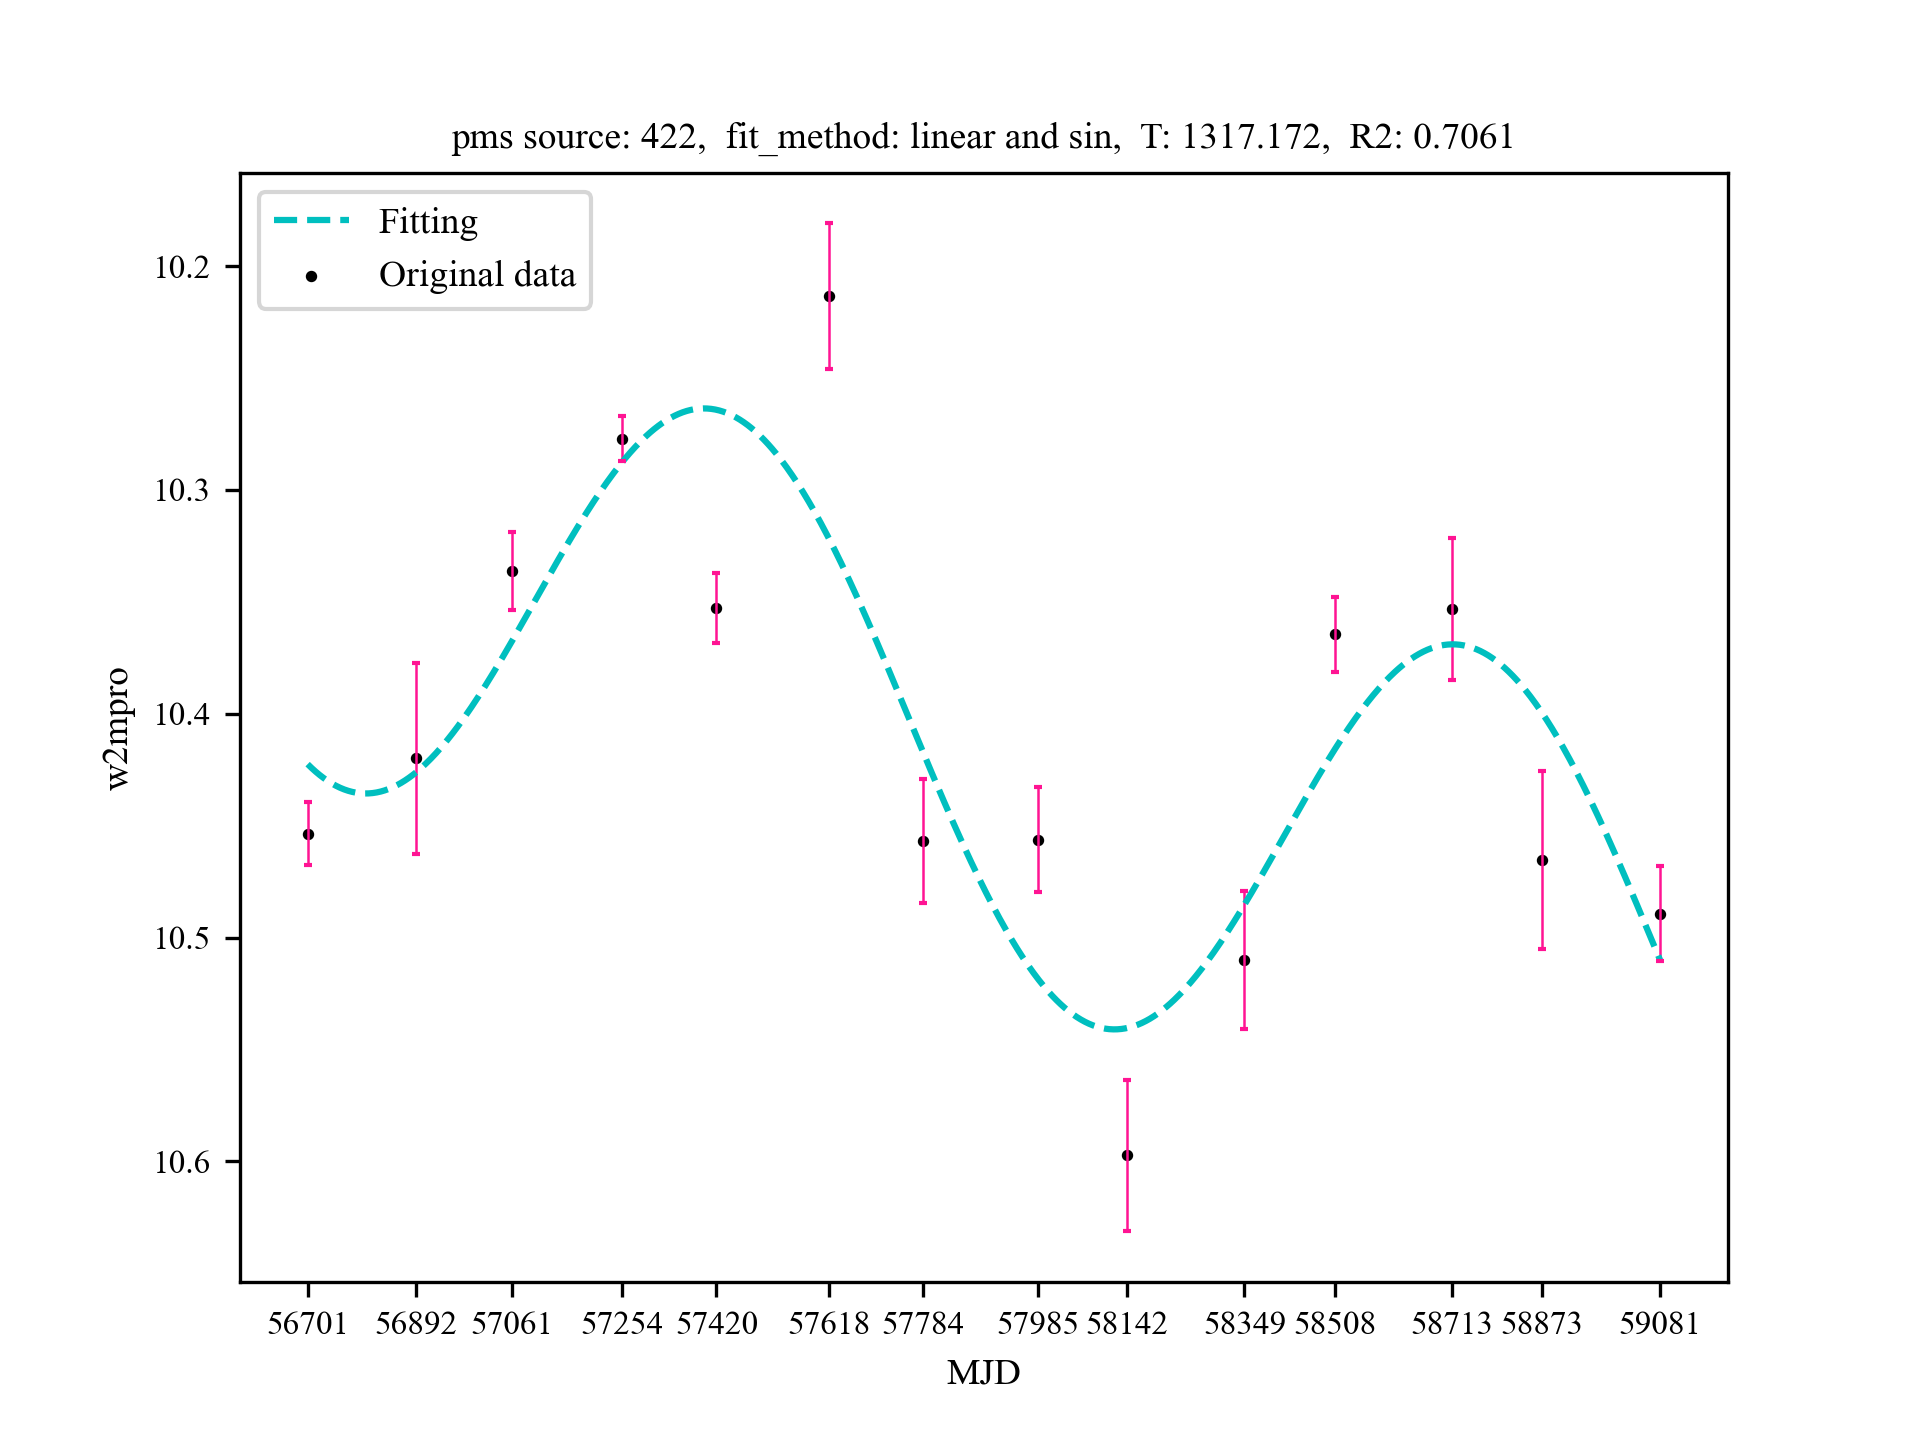 pms source: 422, fit_method: linear and sin, T: 1317.172, R2: 0.7061
Fitting
Original data
10.2
10.3
10.4
10.5
10.6
w2mpro
56701 56892 57061 57254 57420 57618 57784 57985 58142 58349 58508 58713 58873 59081
MJD